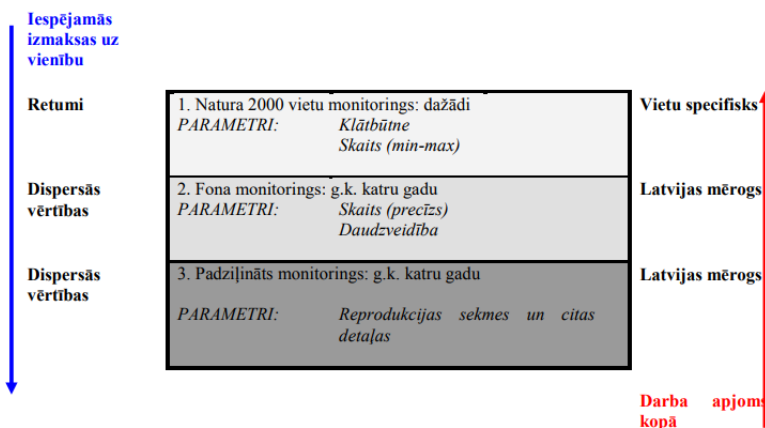 Iespējamās
izmaksas uz
vienību
Retumi
1. Natura 2000 vietu monitorings: dažādi
PARAMETRI: Klātbūtne
Skaits (min-max)
Vietu specifisks
Dispersās
vērtības
2. Fona monitorings: g.k. katru gadu
PARAMETRI: Skaits (precīzs)
Daudzveidība
Latvijas mērogs
Dispersās
vērtības
3. Padziļināts monitorings: g.k. katru gadu
PARAMETRI: Reprodukcijas sekmes un citas
detaļas
Latvijas mērogs
Darba apjoms
kopā